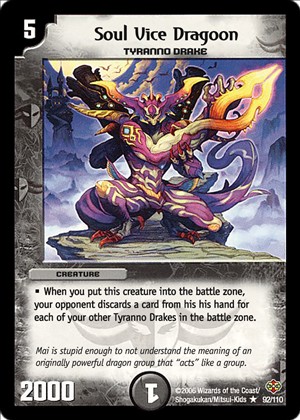 5
Soul Vice Dragoon
TYRANNO DRAKE
CREATURE
▪ When you put this creature into the battle zone,
your opponent discards a card from his his hand for
each of your other Tyranno Drakes in the battle zone.
Mai is stupid enough to not understand the meaning of an
originally powerful dragon group that "acts" like a group.
2000
1
©2006 Wizards of the Coast/
Shogakukan/Mitsui-Kids ★ 92/110